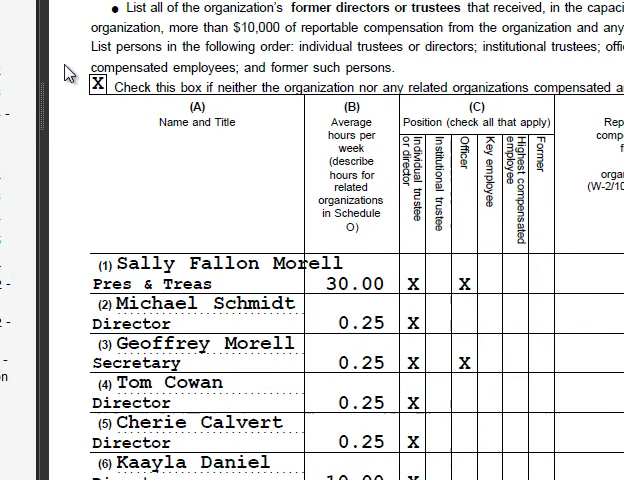 ● List all of the organization's former directors or trustees that received, in the capaci
organization, more than $10,000 of reportable compensation from the organization and any
List persons in the following order: individual trustees or directors; institutional trustees; offi
compensated employees; and former such persons.
X Check this box if neither the organization nor any related organizations compensated a
(A)
Name and Title
(B)
Average
hours per
week
(describe
hours for
related
organizations
in Schedule
O)
(C)
Position (check all that apply)
Individual trustee
or director
Institutional trustee
Officer
Key employee
Highest compensated
employee
Former
Rep
compe
f
orga
(W-2/10
(1) Sally Fallon Morell
Pres & Treas 30.00 X X
(2) Michael Schmidt
Director 0.25 X
(3) Geoffrey Morell
Secretary 0.25 X X
(4) Tom Cowan
Director 0.25 X
(5) Cherie Calvert
Director 0.25 X
(6) Kaayla Daniel